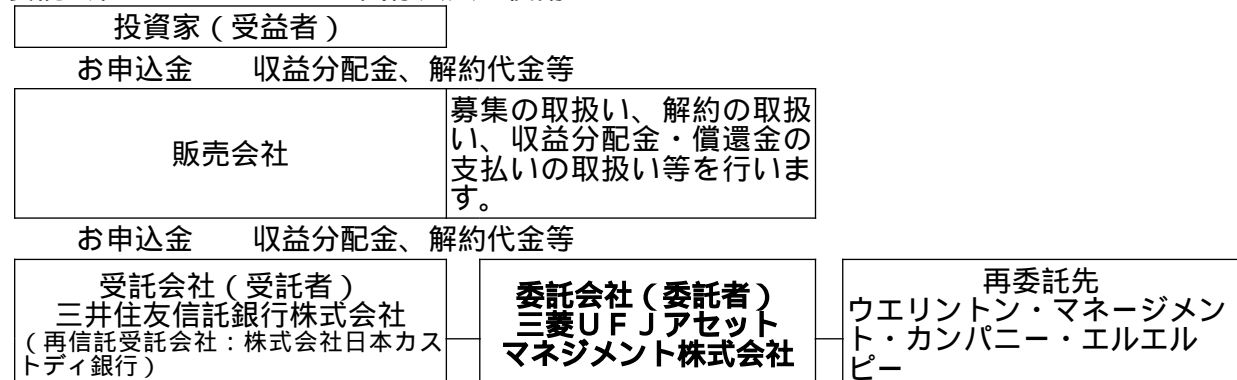 投資家(受益者)
お申込金 収益分配金、解約代金等
販売会社
募集の取扱い、解約の取扱
い、収益分配金・償還金の
支払いの取扱い等を行いま
す。
お申込金 収益分配金、解約代金等
受託会社(受託者)
三井住友信託銀行株式会社
(再信託受託会社:株式会社日本カス
トディ銀行)
委託会社(委託者)
三菱UFJアセット
マネジメント株式会社
再委託先
ウエリントン・マネージメン
ト・カンパニー・エルエル
ピー